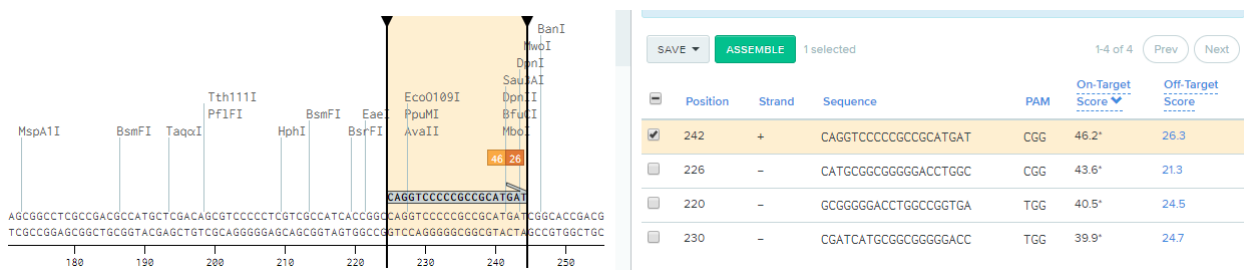 BanI
MwoI
DpnI
Sau3AI
Tth111I EcoO109I DpnII
PflFI BsmFI EaeI PpuMI BfuCI
MspA1I BsmFI TaqαI HphI BsrFI AvaII MboI
46 26
CAGGTCCCCCGCCGCATGAT
AGCGGCCTCGCCGACGCCATGCTCGACAGCGTCCCCCTCGTCGCCATCACCGGCCAGGTCCCCCGCCGCATGATCGGCACCGACG
TCGCCGGAGCGGCTGCGGTACGAGCTGTCGCAGGGGGAGCAGCGGTAGTGGCCGGTCCAGGGGGCGGCGTACTAGCCGTGGCTGC
180 190 200 210 220 230 240 250
SAVE ASSEMBLE 1 selected 1-4 of 4 Prev Next
Position Strand Sequence PAM On-Target Score Off-Target Score
242 + CAGGTCCCCCGCCGCATGAT CGG 46.2* 26.3
226 – CATGCGGCGGGGGACCTGGC CGG 43.6* 21.3
220 – GCGGGGGACCTGGCCGGTGA TGG 40.5* 24.5
230 – CGATCATGCGGCGGGGGACC TGG 39.9* 24.7